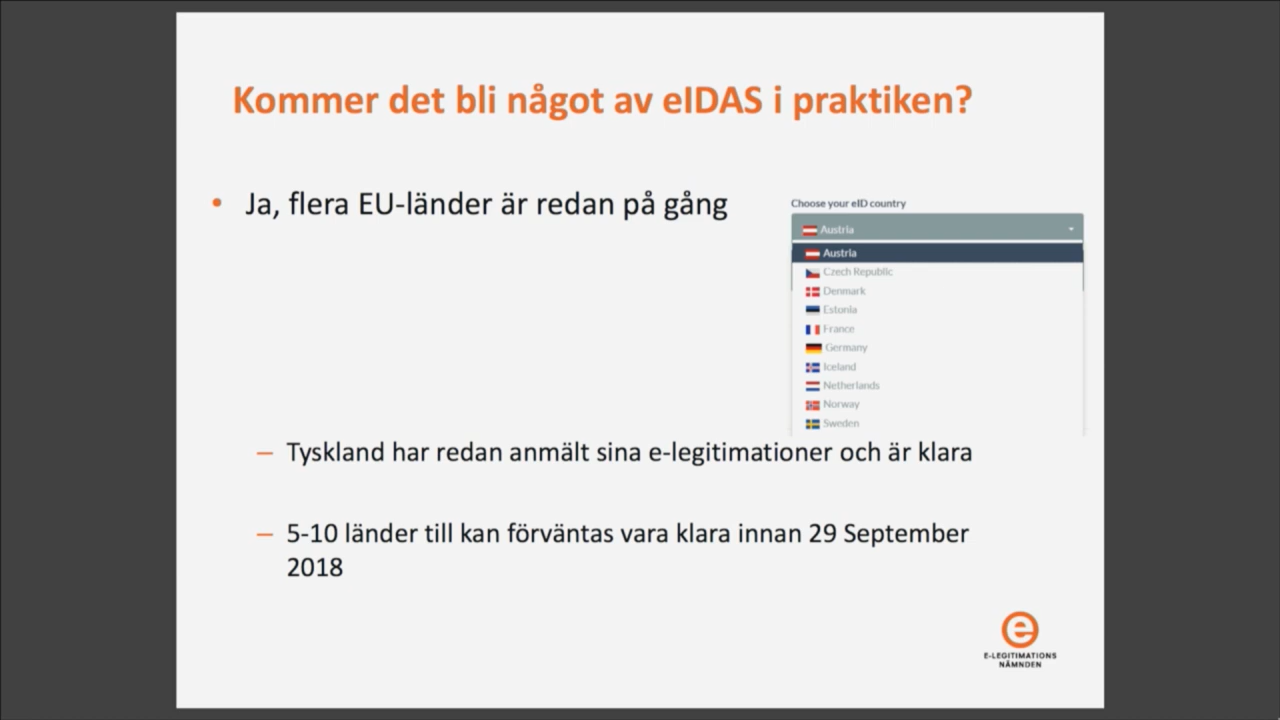 Kommer det bli något av eIDAS i praktiken?
• Ja, flera EU-länder är redan på gång
Choose your eID country
Austria
Austria
Czech Republic
Denmark
Estonia
France
Germany
Iceland
Netherlands
Norway
Sweden
– Tyskland har redan anmält sina e-legitimationer och är klara
– 5-10 länder till kan förväntas vara klara innan 29 September
2018
e
E-LEGITIMATIONS
NÄMNDEN